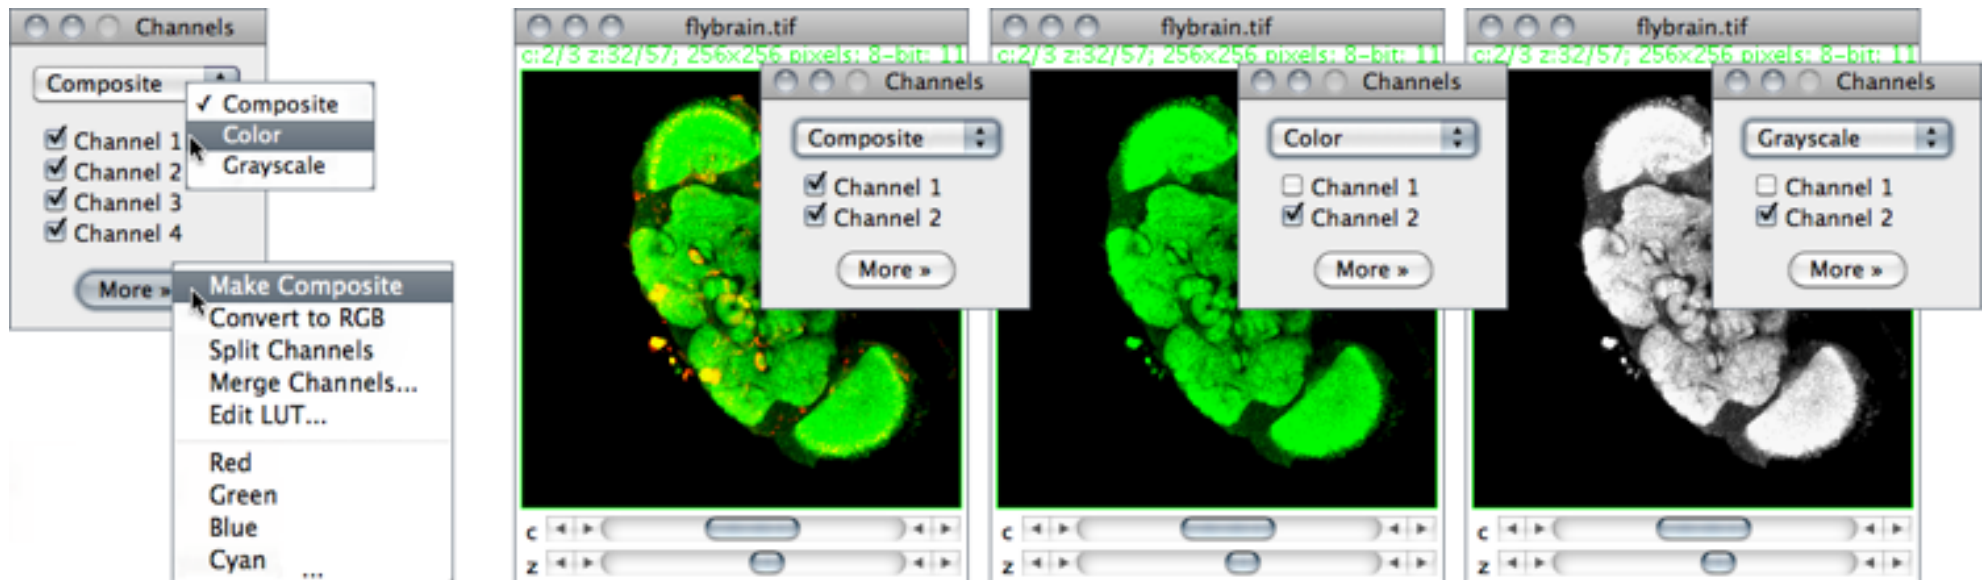 Channels
Composite
✓ Composite
Color
Grayscale
Channel 1
Channel 2
Channel 3
Channel 4
More »
Make Composite
Convert to RGB
Split Channels
Merge Channels...
Edit LUT...
Red
Green
Blue
Cyan
...
flybrain.tif
c:2/3 z:32/57; 256x256 pixels; 8-bit; 11
Channels
Composite
Channel 1
Channel 2
More »
c
z
flybrain.tif
c:2/3 z:32/57; 256x256 pixels; 8-bit; 11
Channels
Color
Channel 1
Channel 2
More »
c
z
flybrain.tif
c:2/3 z:32/57; 256x256 pixels; 8-bit; 11
Channels
Grayscale
Channel 1
Channel 2
More »
c
z